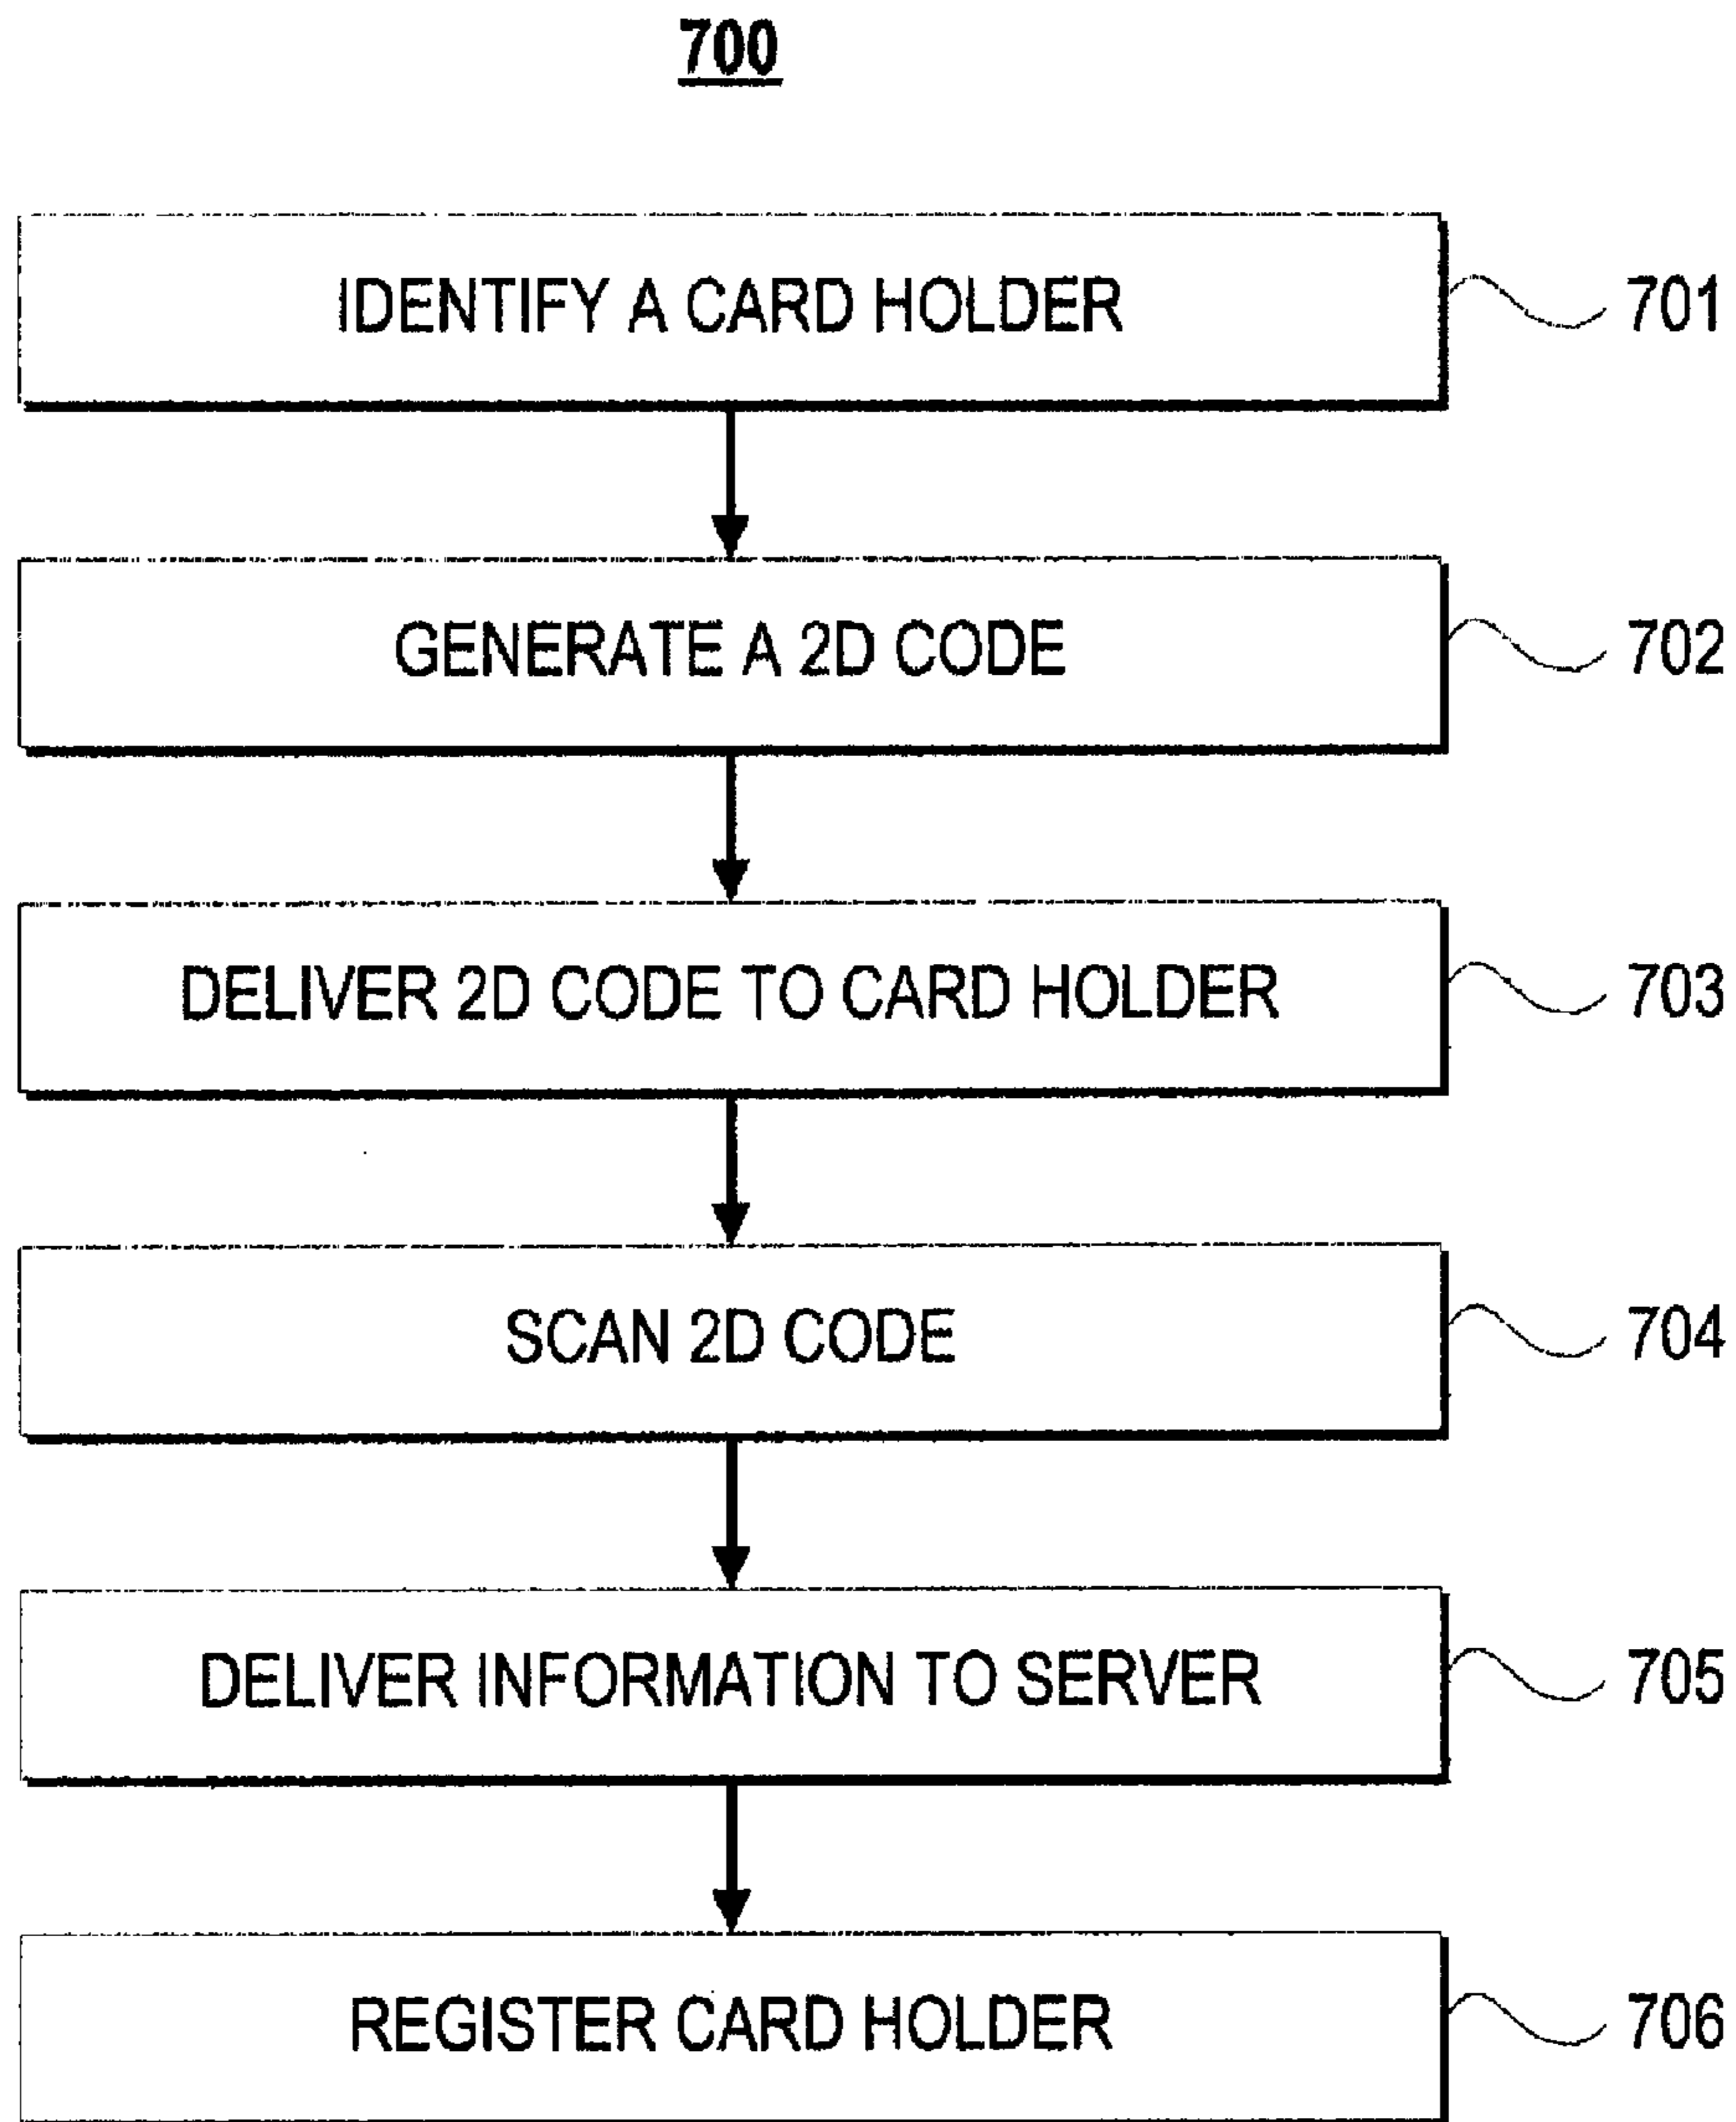 700
IDENTIFY A CARD HOLDER 701
GENERATE A 2D CODE 702
DELIVER 2D CODE TO CARD HOLDER 703
SCAN 2D CODE 704
DELIVER INFORMATION TO SERVER 705
REGISTER CARD HOLDER 706